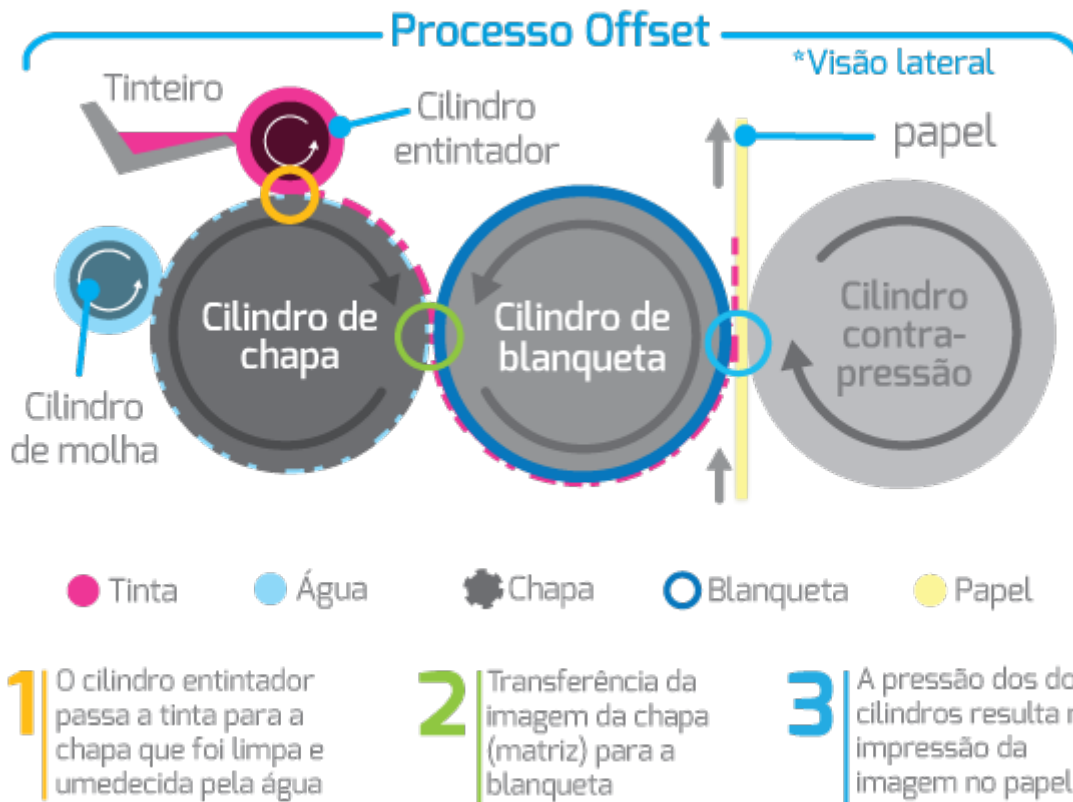 Processo Offset
*Visão lateral
Tinteiro
Cilindro
entintador
papel
Cilindro de
chapa
Cilindro de
blanqueta
Cilindro
contra-
pressão
Cilindro
de molha
Tinta
Água
Chapa
Blanqueta
Papel
1
O cilindro entintador
passa a tinta para a
chapa que foi limpa e
umedecida pela água
2
Transferência da
imagem da chapa
(matriz) para a
blanqueta
3
A pressão dos
cilindros resulta
impressão da
imagem no papel